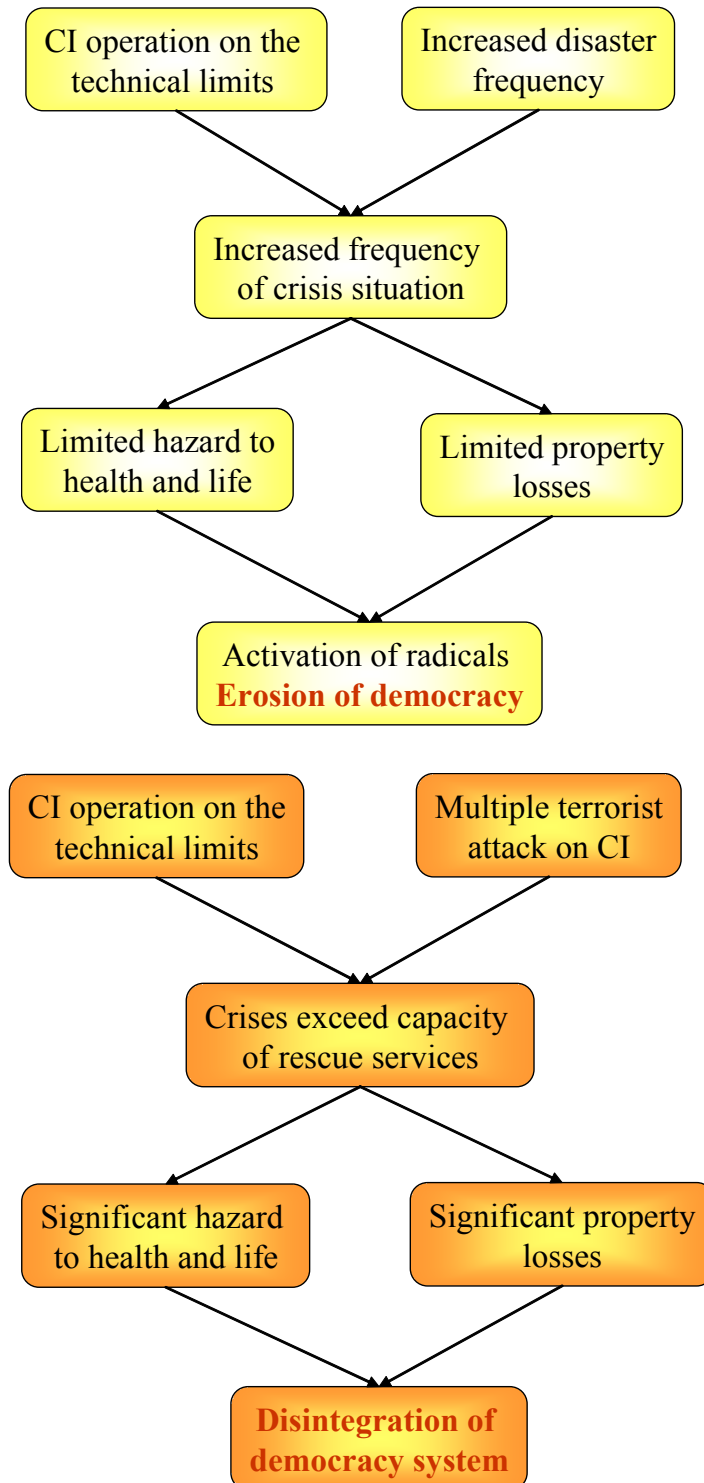 CI operation on the
technical limits
Increased disaster
frequency
Increased frequency
of crisis situation
Limited hazard to
health and life
Limited property
losses
Activation of radicals
Erosion of democracy
CI operation on the
technical limits
Multiple terrorist
attack on CI
Crises exceed capacity
of rescue services
Significant hazard
to health and life
Significant property
losses
Disintegration of
democracy system